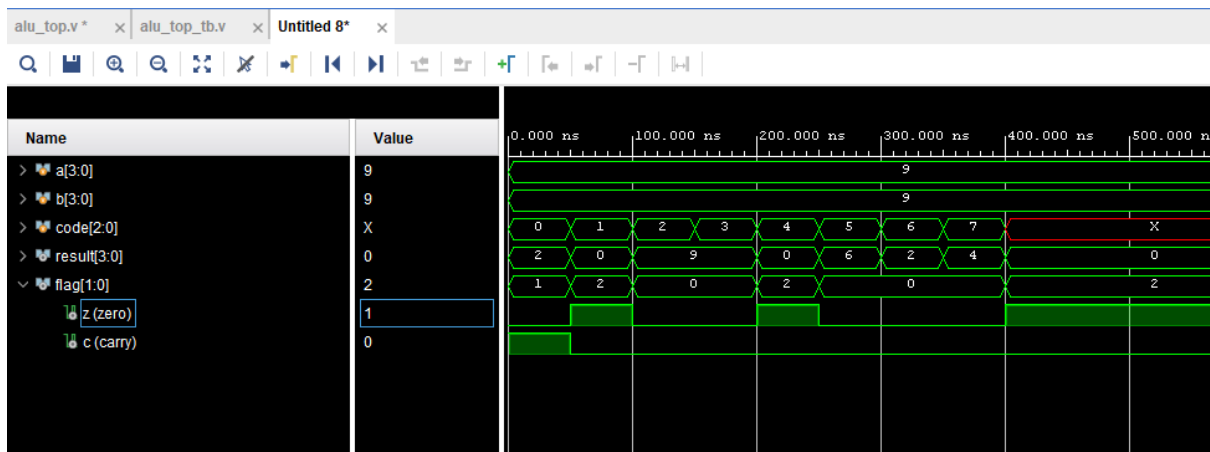 alu_top.v * × alu_top_tb.v × Untitled 8* ×
Name Value 0.000 ns 100.000 ns 200.000 ns 300.000 ns 400.000 ns 500.000 n
a[3:0] 9 9
b[3:0] 9 9
code[2:0] X 0 1 2 3 4 5 6 7 X
result[3:0] 0 2 0 9 0 6 2 4 0
flag[1:0] 2 1 2 0 2 0 2
z (zero) 1
c (carry) 0